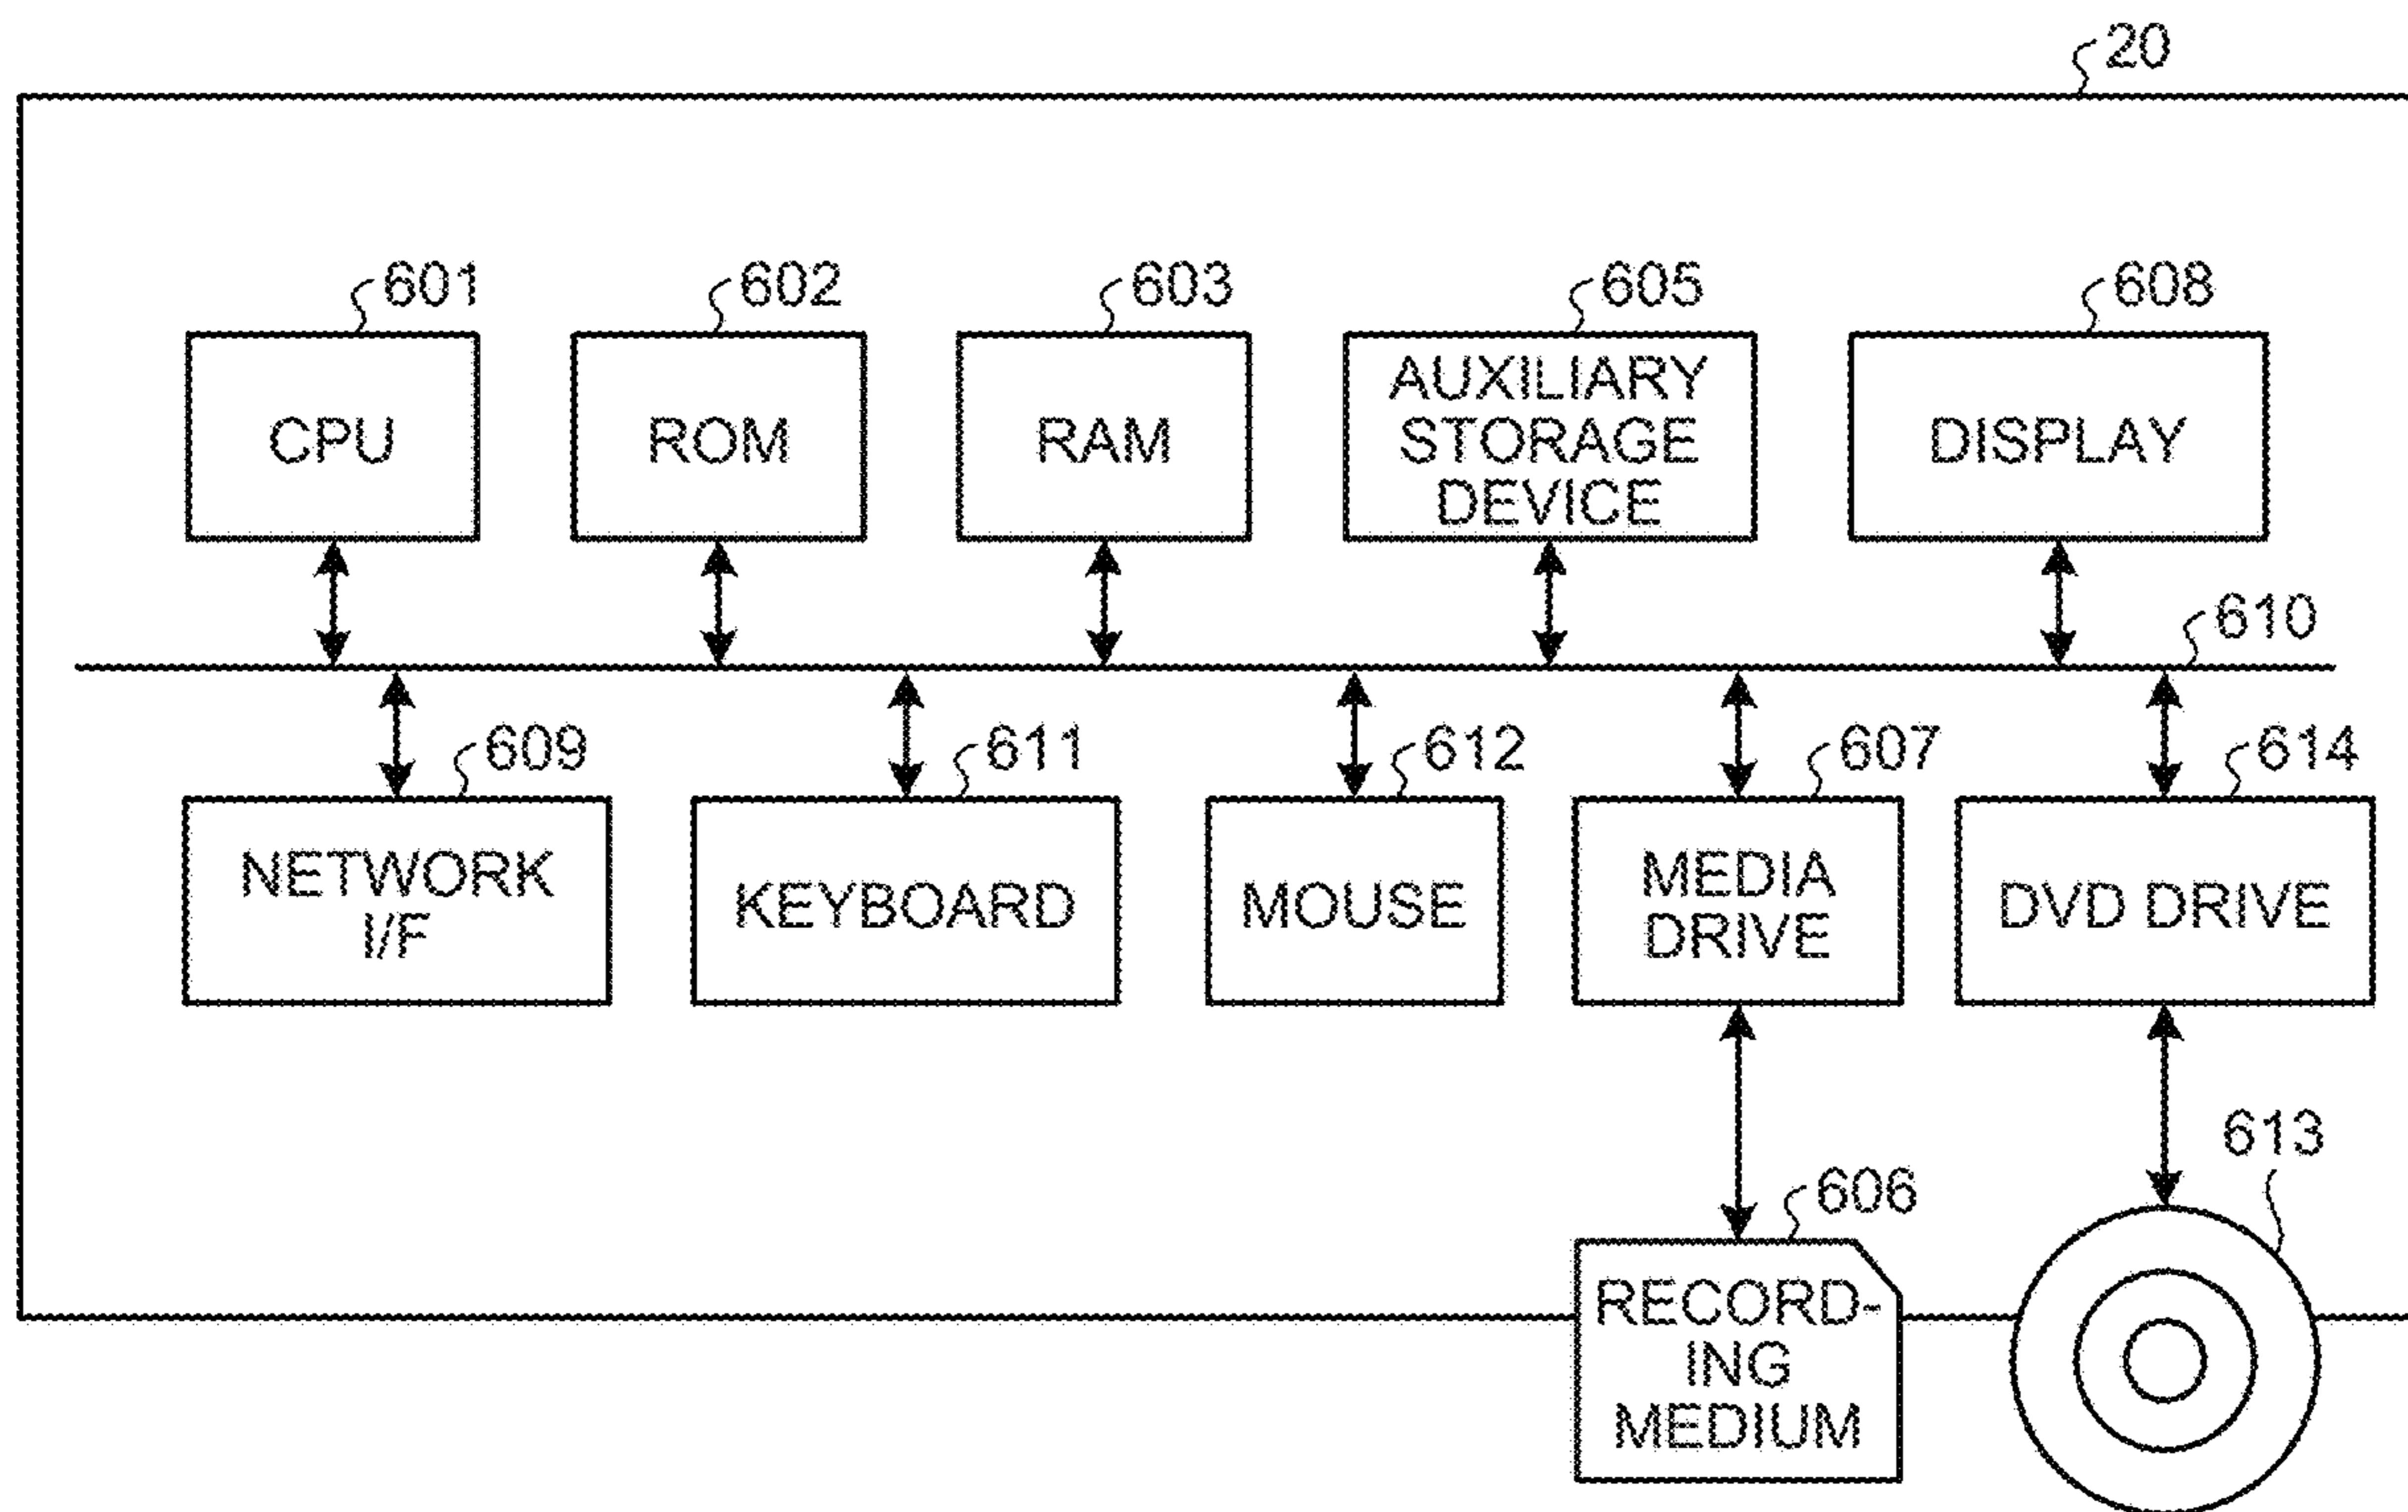 20
601
602
603
605
608
CPU
ROM
RAM
AUXILIARY
STORAGE
DEVICE
DISPLAY
610
609
611
612
607
614
NETWORK
I/F
KEYBOARD
MOUSE
MEDIA
DRIVE
DVD DRIVE
613
606
RECORD-
ING
MEDIUM